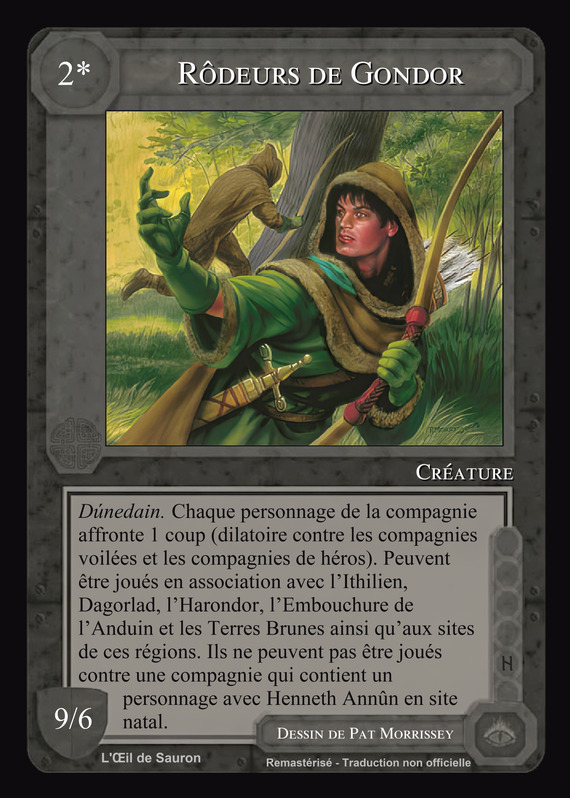 2*
RÔDEURS DE GONDOR
CRÉATURE
Dúnedain. Chaque personnage de la compagnie
affronte 1 coup (dilatoire contre les compagnies
voilées et les compagnies de héros). Peuvent
être joués en association avec l'Ithilien,
Dagorlad, l'Harondor, l'Embouchure de
l'Anduin et les Terres Brunes ainsi qu'aux sites
de ces régions. Ils ne peuvent pas être joués
contre une compagnie qui contient un
personnage avec Henneth Annûn en site
natal.
9/6
DESSIN DE PAT MORRISSEY
L'Œil de Sauron
Remastérisé - Traduction non officielle